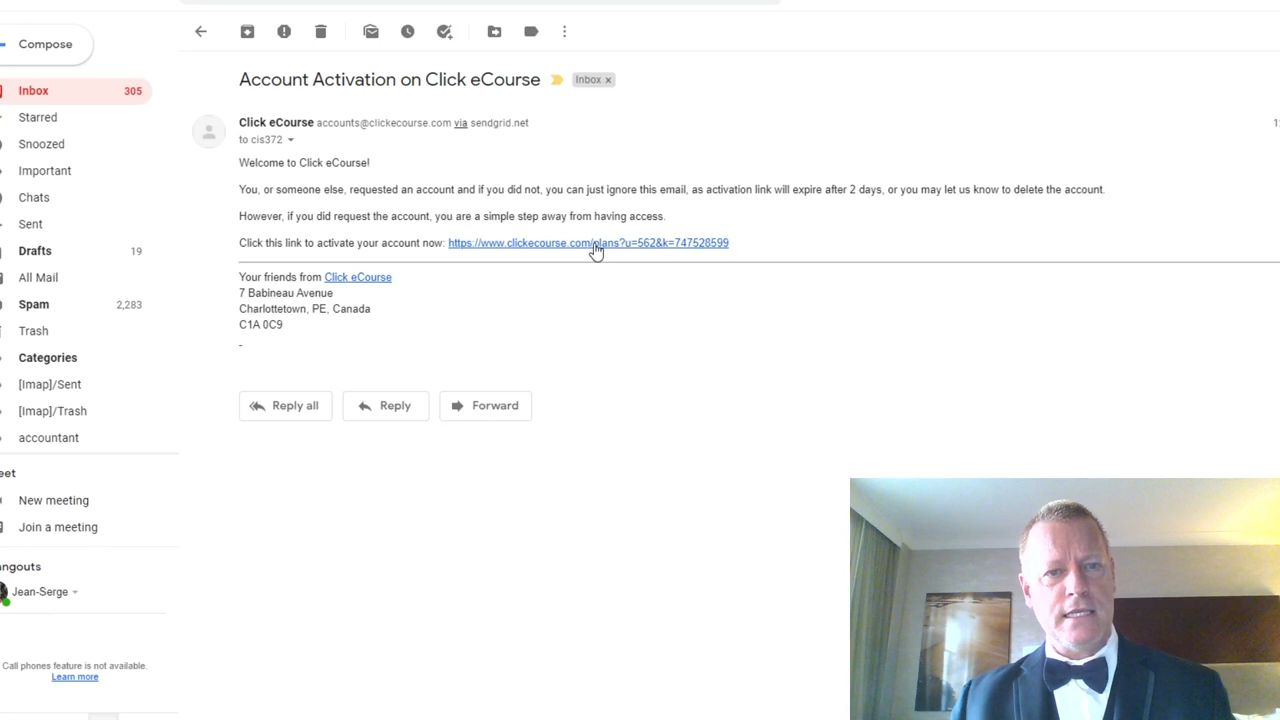 Compose
Inbox 305
Starred
Snoozed
Important
Chats
Sent
Drafts 19
All Mail
Spam 2,283
Trash
Categories
[Imap]/Sent
[Imap]/Trash
accountant
eet
New meeting
Join a meeting
angouts
Jean-Serge
Call phones feature is not available.
Learn more
Account Activation on Click eCourse Inbox x
Click eCourse accounts@clickecourse.com via sendgrid.net
to cis372
Welcome to Click eCourse!
You, or someone else, requested an account and if you did not, you can just ignore this email, as activation link will expire after 2 days, or you may let us know to delete the account.
However, if you did request the account, you are a simple step away from having access.
Click this link to activate your account now: https://www.clickecourse.com/plans?u=562&k=747528599
Your friends from Click eCourse
7 Babineau Avenue
Charlottetown, PE, Canada
C1A 0C9
-
Reply all
Reply
Forward